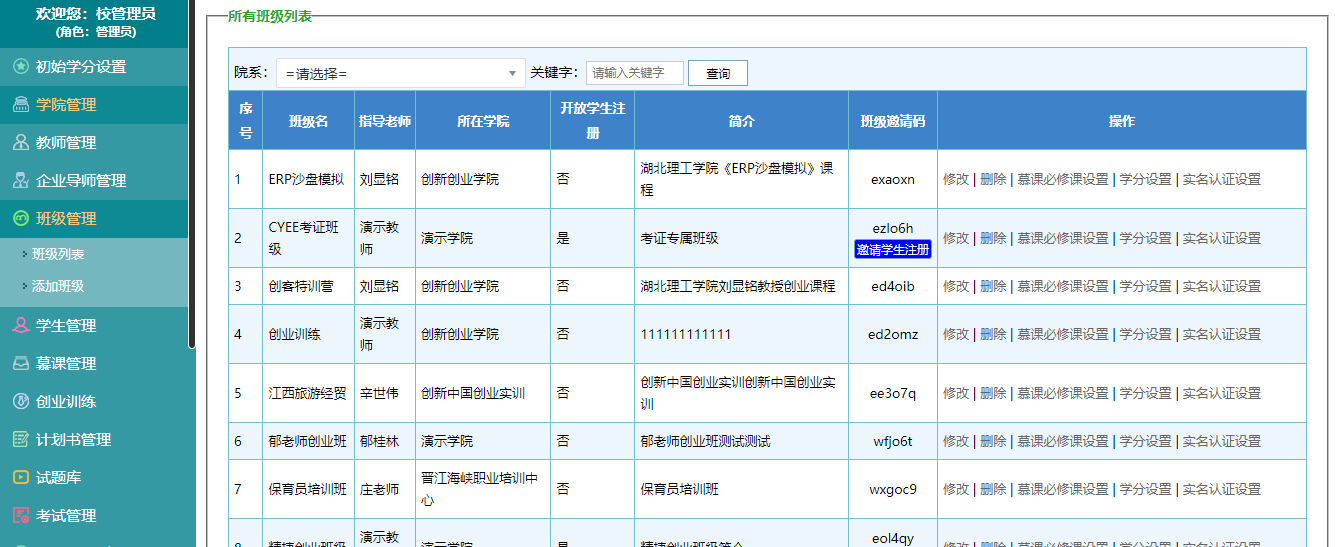 欢迎您：校管理员
(角色：管理员)
初始学分设置
学院管理
教师管理
企业导师管理
班级管理
班级列表
添加班级
学生管理
慕课管理
创业训练
计划书管理
试题库
考试管理
所有班级列表
院系： =请选择= 关键字： 请输入关键字 查询
序号 班级名 指导老师 所在学院 开放学生注册 简介 班级邀请码 操作
1 ERP沙盘模拟 刘显铭 创新创业学院 否 湖北理工学院《ERP沙盘模拟》课程 exaoxn 修改 | 删除 | 慕课必修课设置 | 学分设置 | 实名认证设置
2 CYEE考证班级 演示教师 演示学院 是 考证专属班级 ezlo6h 邀请学生注册 修改 | 删除 | 慕课必修课设置 | 学分设置 | 实名认证设置
3 创客特训营 刘显铭 创新创业学院 否 湖北理工学院刘显铭教授创业课程 ed4oib 修改 | 删除 | 慕课必修课设置 | 学分设置 | 实名认证设置
4 创业训练 演示教师 创新创业学院 否 111111111111 ed2omz 修改 | 删除 | 慕课必修课设置 | 学分设置 | 实名认证设置
5 江西旅游经贸 辛世伟 创新中国创业实训 否 创新中国创业实训创新中国创业实训 ee3o7q 修改 | 删除 | 慕课必修课设置 | 学分设置 | 实名认证设置
6 郁老师创业班 郁桂林 演示学院 否 郁老师创业班测试测试 wfjo6t 修改 | 删除 | 慕课必修课设置 | 学分设置 | 实名认证设置
7 保育员培训班 庄老师 晋江海峡职业培训中心 否 保育员培训班 wxgoc9 修改 | 删除 | 慕课必修课设置 | 学分设置 | 实名认证设置
演示教 eol4qy